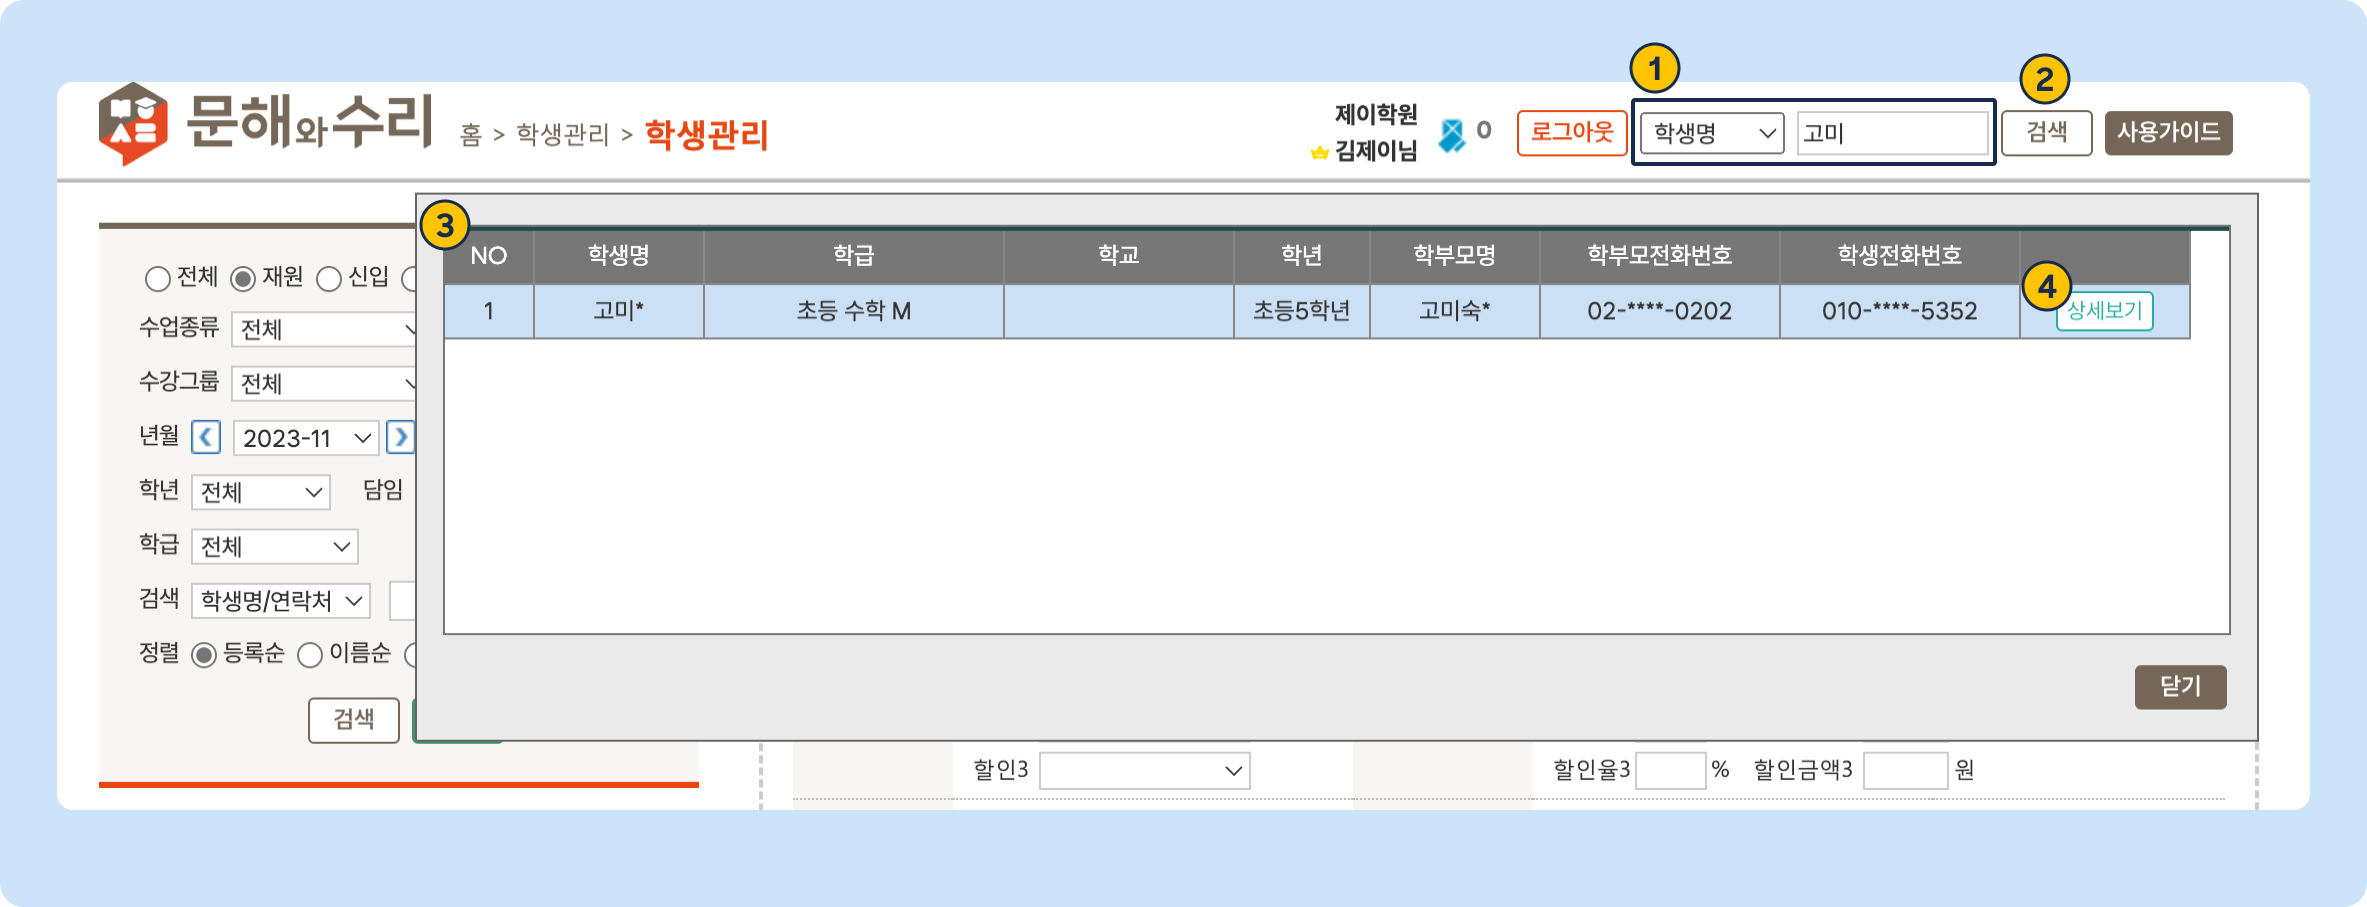 1
2
문해와수리
홈 > 학생관리 > 학생관리
제이학원
김제이님
0
로그아웃
학생명
고미
검색
사용가이드
3
NO 학생명 학급 학교 학년 학부모명 학부모전화번호 학생전화번호
4
1 고미* 초등 수학 M 초등5학년 고미숙* 02-****-0202 010-****-5352 상세보기
전체 재원 신입
수업종류 전체
수강그룹 전체
년월 2023-11
학년 전체 담임
학급 전체
검색 학생명/연락처
정렬 등록순 이름순
검색
닫기
할인3 할인율3 % 할인금액3 원